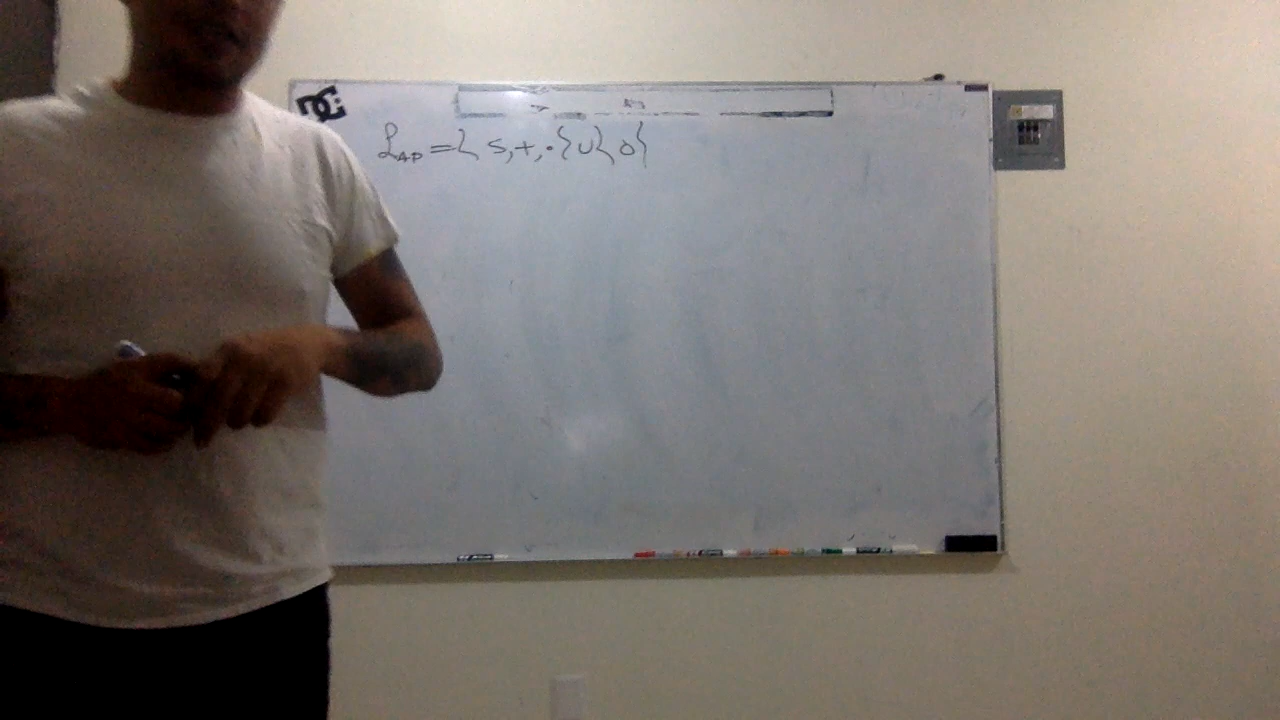 ℒ_AP = { s, +, · } ∪ { 0 }